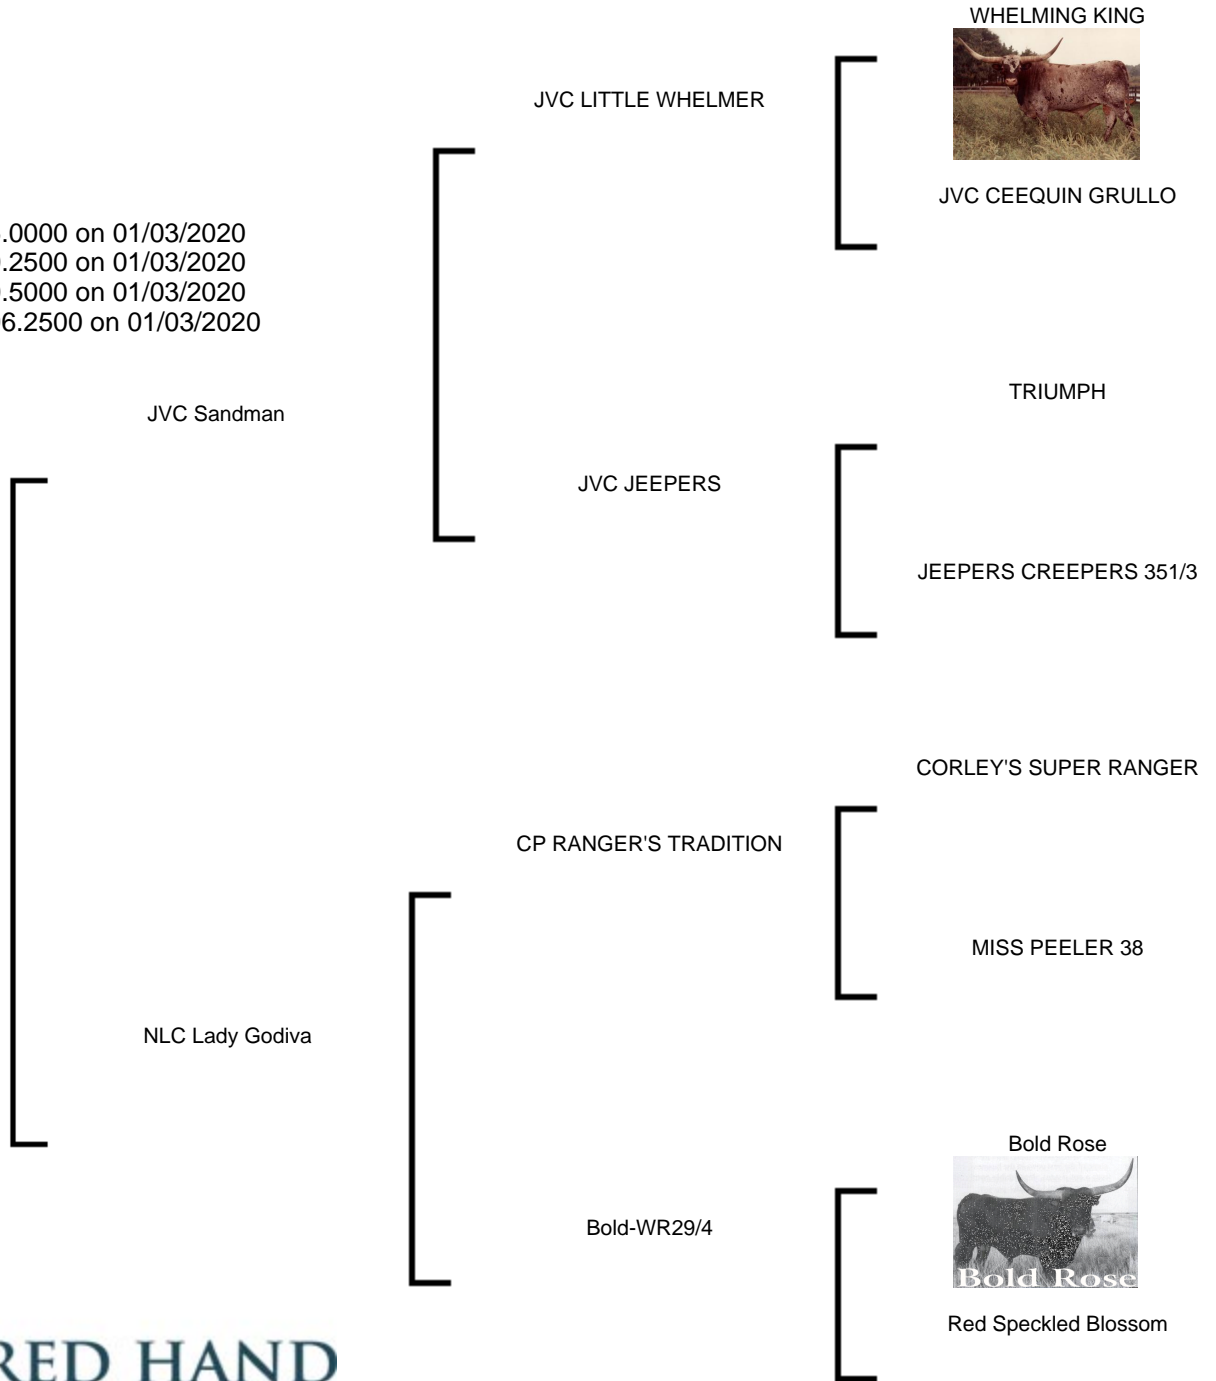 WHELMING KING
JVC LITTLE WHELMER
JVC CEEQUIN GRULLO
.0000 on 01/03/2020
.2500 on 01/03/2020
.5000 on 01/03/2020
6.2500 on 01/03/2020
TRIUMPH
JVC Sandman
JVC JEEPERS
JEEPERS CREEPERS 351/3
CORLEY'S SUPER RANGER
CP RANGER'S TRADITION
MISS PEELER 38
NLC Lady Godiva
Bold Rose
Bold-WR29/4
Bold Rose
Red Speckled Blossom
RED HAND